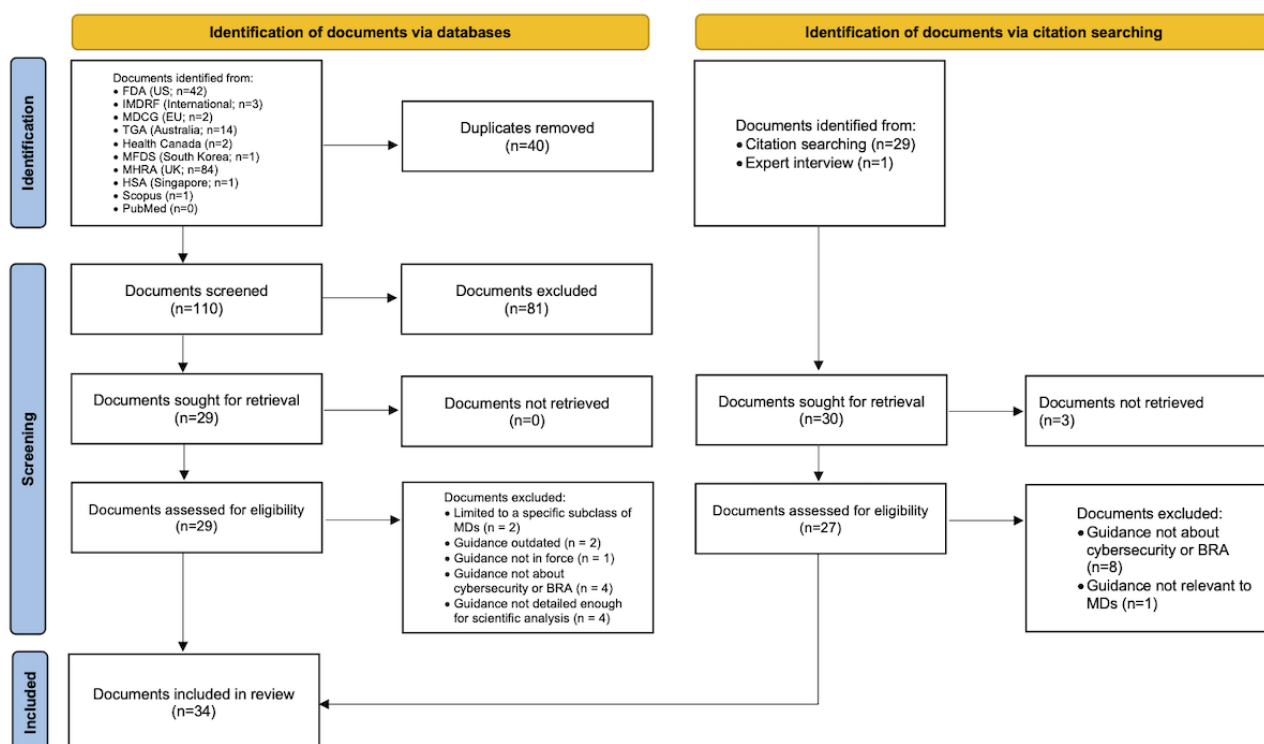 Identification of documents via databases
Identification of documents via citation searching
Identification
Documents identified from:
• FDA (US; n=42)
• IMDRF (International; n=3)
• MDCG (EU; n=2)
• TGA (Australia; n=14)
• Health Canada (n=2)
• MFDS (South Korea; n=1)
• MHRA (UK; n=84)
• HSA (Singapore; n=1)
• Scopus (n=1)
• PubMed (n=0)
Duplicates removed
(n=40)
Documents identified from:
• Citation searching (n=29)
• Expert interview (n=1)
Screening
Documents screened
(n=110)
Documents excluded
(n=81)
Documents sought for retrieval
(n=29)
Documents not retrieved
(n=0)
Documents sought for retrieval
(n=30)
Documents not retrieved
(n=3)
Documents assessed for eligibility
(n=29)
Documents excluded:
• Limited to a specific subclass of
MDs (n = 2)
• Guidance outdated (n = 2)
• Guidance not in force (n = 1)
• Guidance not about
cybersecurity or BRA (n = 4)
• Guidance not detailed enough
for scientific analysis (n = 4)
Documents assessed for eligibility
(n=27)
Documents excluded:
• Guidance not about
cybersecurity or BRA
(n=8)
• Guidance not relevant to
MDs (n=1)
Included
Documents included in review
(n=34)